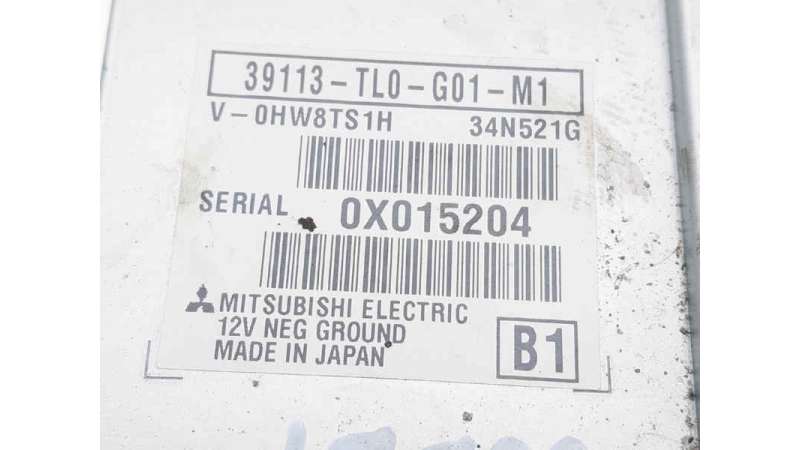 39113-TL0-G01-M1
V-0HW8TS1H 34N521G
SERIAL 0X015204
MITSUBISHI ELECTRIC
12V NEG GROUND
MADE IN JAPAN
B1